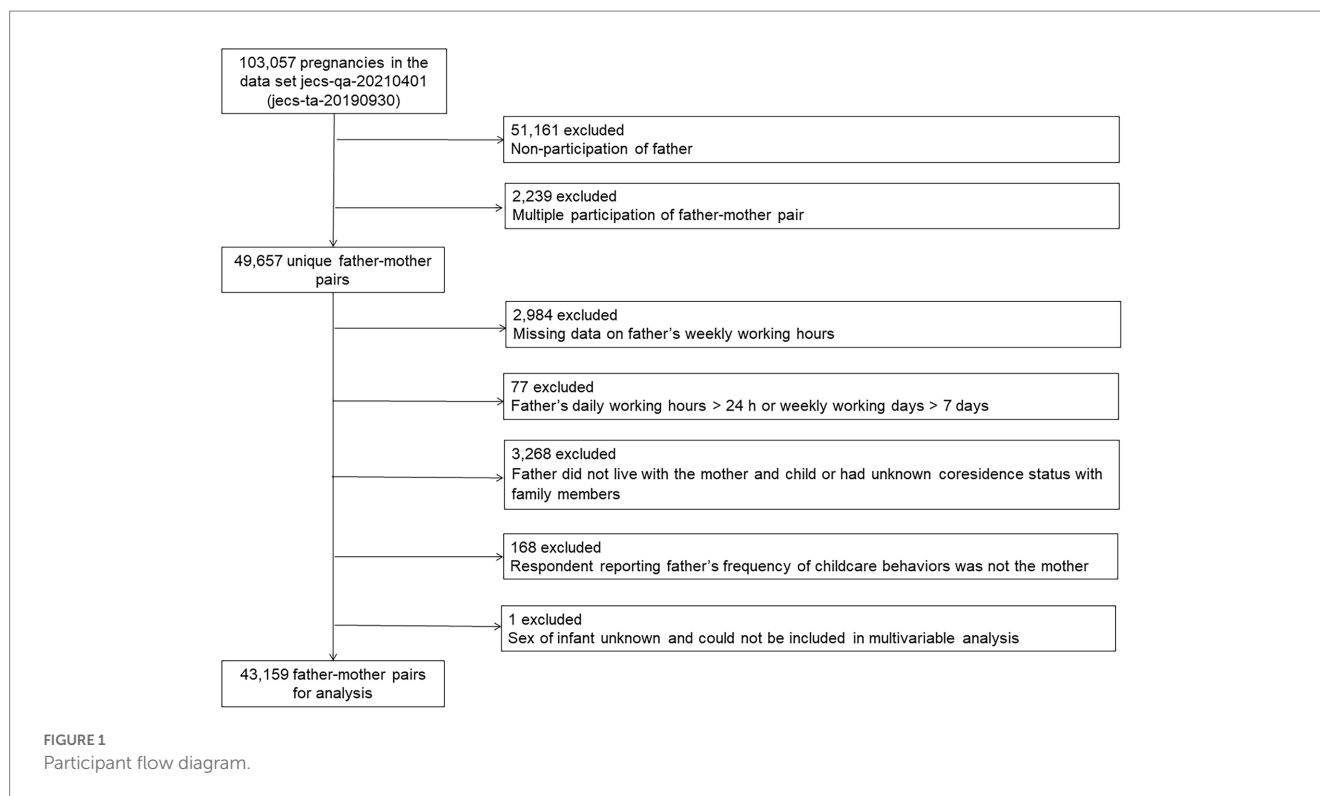 103,057 pregnancies in the
data set jecs-qa-20210401
(jecs-ta-20190930)
51,161 excluded
Non-participation of father
2,239 excluded
Multiple participation of father-mother pair
49,657 unique father-mother
pairs
2,984 excluded
Missing data on father's weekly working hours
77 excluded
Father's daily working hours > 24 h or weekly working days > 7 days
3,268 excluded
Father did not live with the mother and child or had unknown coresidence status with
family members
168 excluded
Respondent reporting father's frequency of childcare behaviors was not the mother
1 excluded
Sex of infant unknown and could not be included in multivariable analysis
43,159 father-mother pairs
for analysis
FIGURE 1
Participant flow diagram.